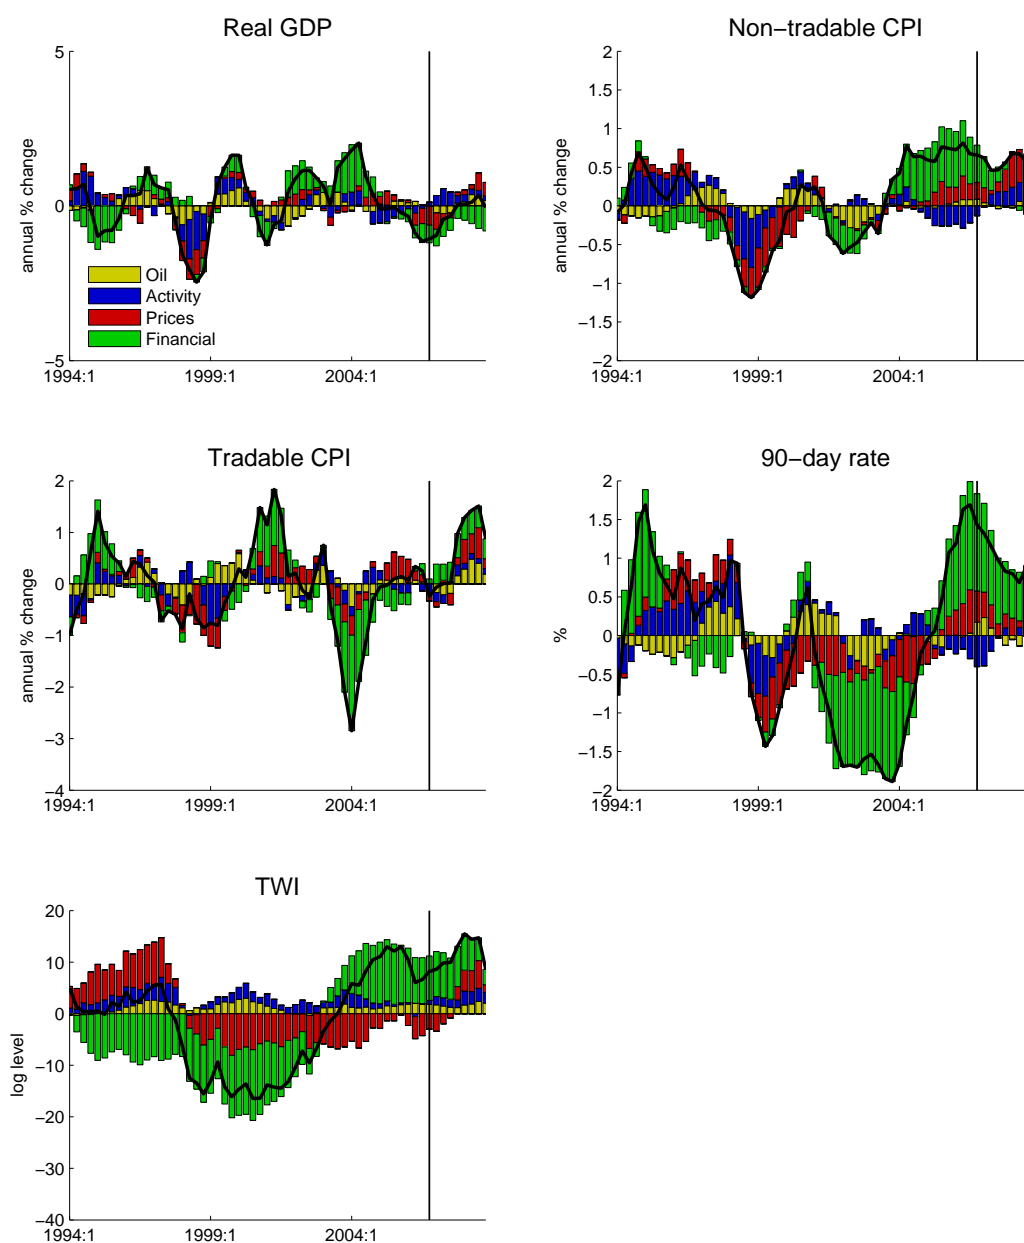 Real GDP
5
0
−5
annual % change
Oil
Activity
Prices
Financial
1994:1 1999:1 2004:1
Non−tradable CPI
2
1.5
1
0.5
0
−0.5
−1
−1.5
−2
annual % change
1994:1 1999:1 2004:1
Tradable CPI
2
1
0
−1
−2
−3
−4
annual % change
1994:1 1999:1 2004:1
90−day rate
2
1.5
1
0.5
0
−0.5
−1
−1.5
−2
%
1994:1 1999:1 2004:1
TWI
20
10
0
−10
−20
−30
−40
log level
1994:1 1999:1 2004:1